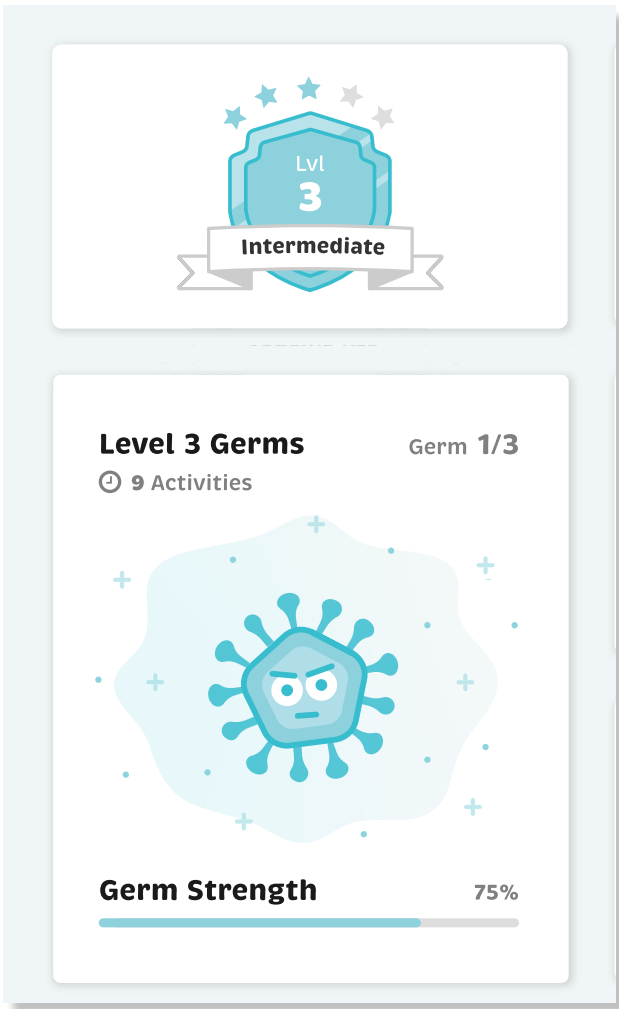 Lvl
3
Intermediate
Level 3 Germs
Germ 1/3
9 Activities
Germ Strength
75%